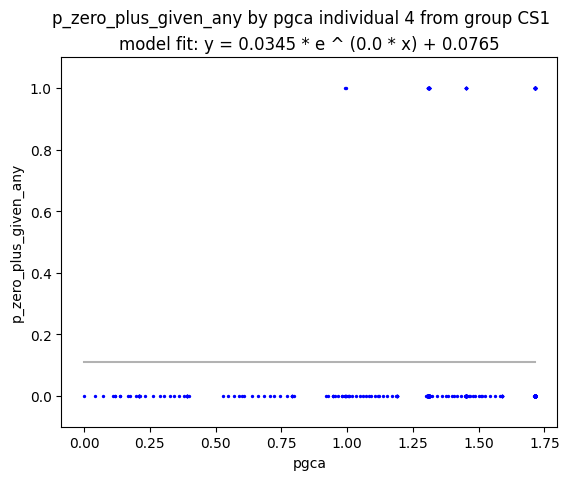 p_zero_plus_given_any by pgca individual 4 from group CS1
model fit: y = 0.0345 * e ^ (0.0 * x) + 0.0765
1.0
0.8
0.6
0.4
0.2
0.0
p_zero_plus_given_any
0.00 0.25 0.50 0.75 1.00 1.25 1.50 1.75
pgca